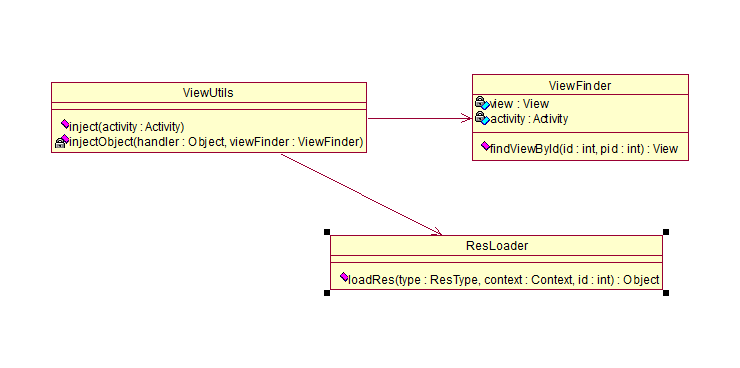 ViewUtils
inject(activity : Activity)
injectObject(handler : Object, viewFinder : ViewFinder)
ViewFinder
view : View
activity : Activity
findViewById(id : int, pid : int) : View
ResLoader
loadRes(type : ResType, context : Context, id : int) : Object